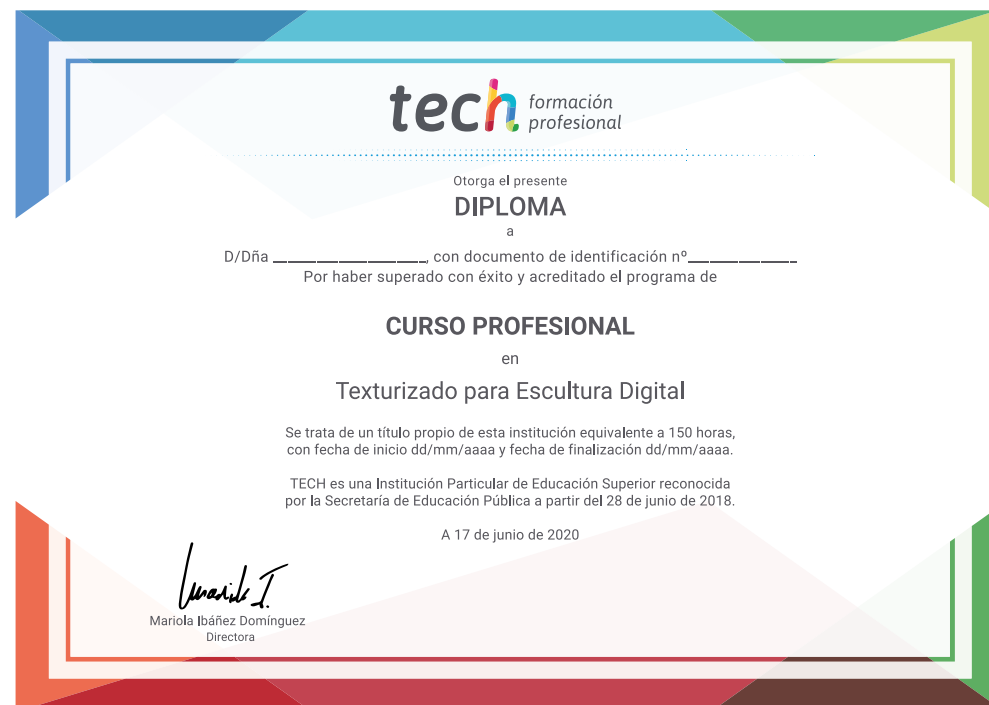 tech formación
profesional
Otorga el presente
DIPLOMA
a
D/Dña ______________, con documento de identificación nº__________
Por haber superado con éxito y acreditado el programa de
CURSO PROFESIONAL
en
Texturizado para Escultura Digital
Se trata de un título propio de esta institución equivalente a 150 horas,
con fecha de inicio dd/mm/aaaa y fecha de finalización dd/mm/aaaa.
TECH es una Institución Particular de Educación Superior reconocida
por la Secretaría de Educación Pública a partir del 28 de junio de 2018.
A 17 de junio de 2020
Mariola Ibáñez Domínguez
Directora